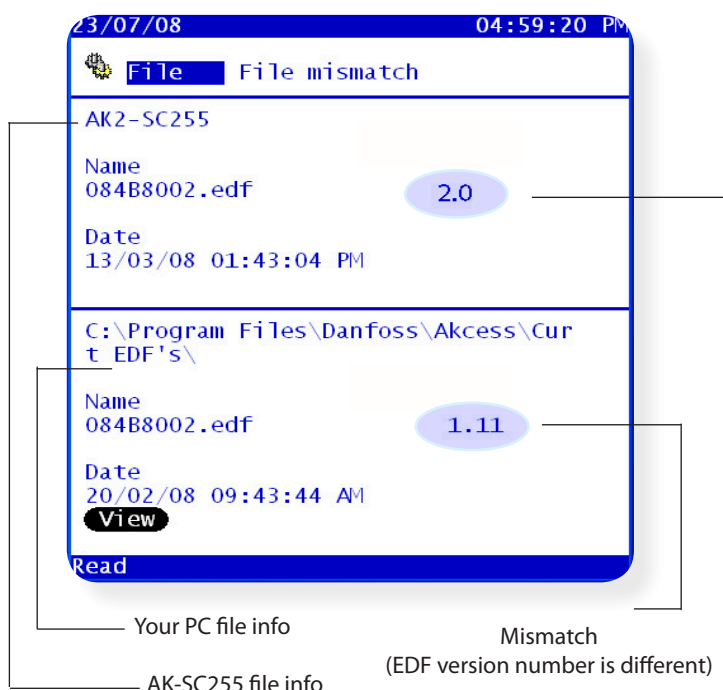 23/07/08 04:59:20 PM
File File mismatch
AK2-SC255
Name
084B8002.edf 2.0
Date
13/03/08 01:43:04 PM
C:\Program Files\Danfoss\Akcess\Cur
t EDF's\
Name
084B8002.edf 1.11
Date
20/02/08 09:43:44 AM
View
Read
Your PC file info
Mismatch
(EDF version number is different)
AK-SC255 file info